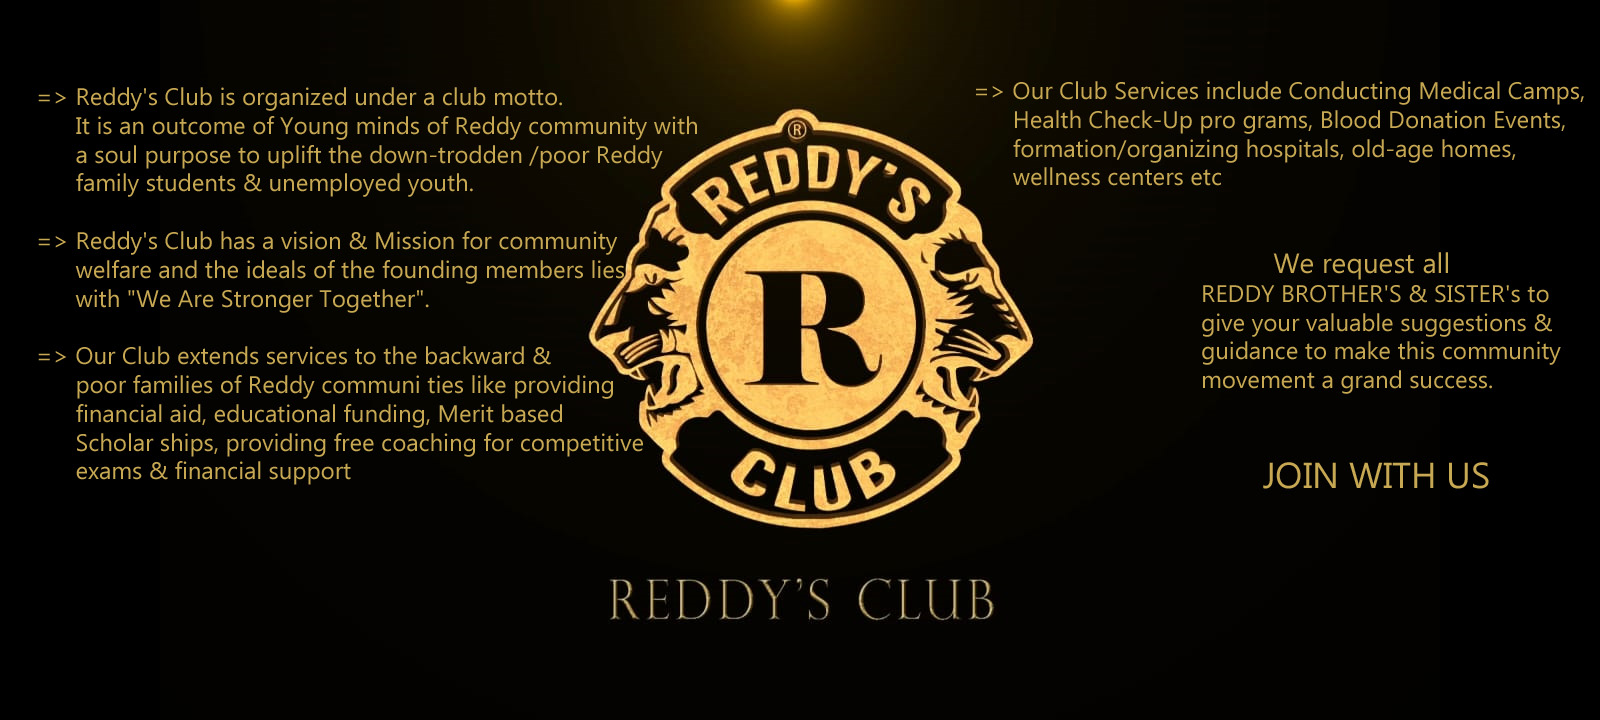 => Reddy's Club is organized under a club motto.
It is an outcome of Young minds of Reddy community with
a soul purpose to uplift the down-trodden /poor Reddy
family students & unemployed youth.
=> Reddy's Club has a vision & Mission for community
welfare and the ideals of the founding members lies
with "We Are Stronger Together".
=> Our Club extends services to the backward &
poor families of Reddy communi ties like providing
financial aid, educational funding, Merit based
Scholar ships, providing free coaching for competitive
exams & financial support
®
REDDY'S
R
CLUB
REDDY'S CLUB
=> Our Club Services include Conducting Medical Camps,
Health Check-Up pro grams, Blood Donation Events,
formation/organizing hospitals, old-age homes,
wellness centers etc
We request all
REDDY BROTHER'S & SISTER's to
give your valuable suggestions &
guidance to make this community
movement a grand success.
JOIN WITH US